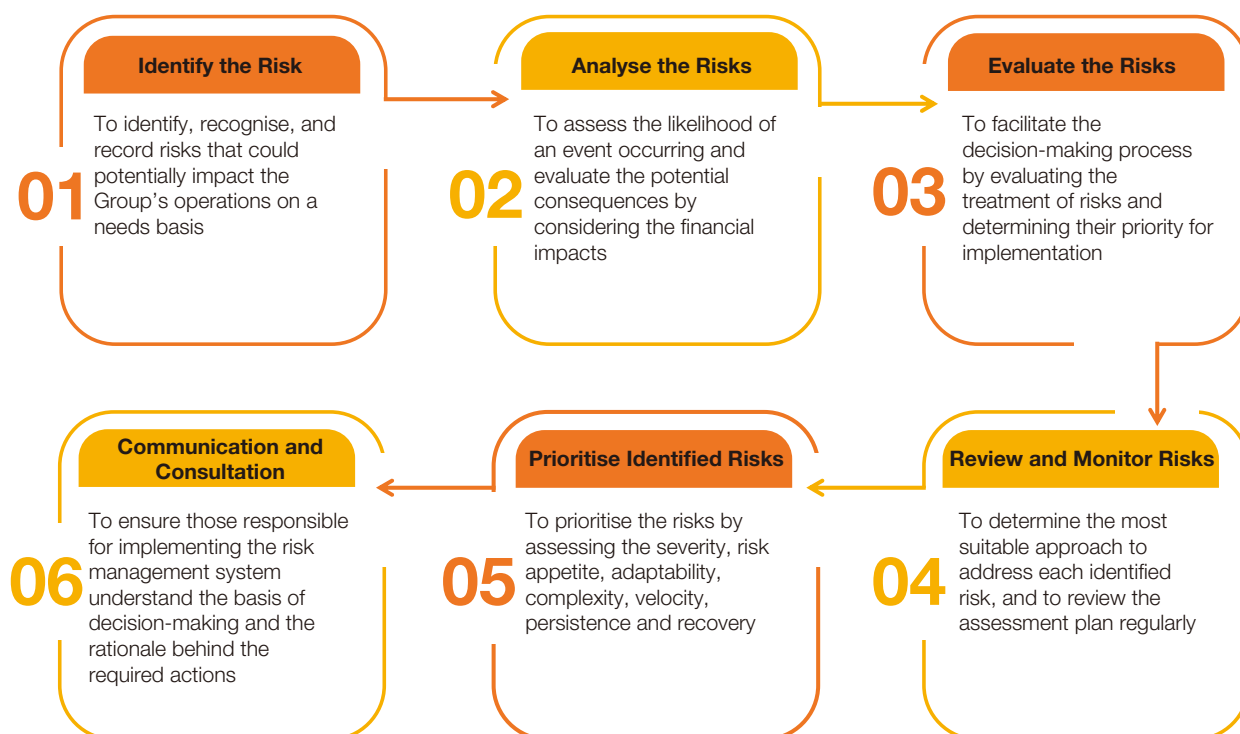 Identify the Risk
01
To identify, recognise, and
record risks that could
potentially impact the
Group's operations on a
needs basis
Analyse the Risks
02
To assess the likelihood of
an event occurring and
evaluate the potential
consequences by
considering the financial
impacts
Evaluate the Risks
03
To facilitate the
decision-making process
by evaluating the
treatment of risks and
determining their priority for
implementation
Review and Monitor Risks
04
To determine the most
suitable approach to
address each identified
risk, and to review the
assessment plan regularly
Prioritise Identified Risks
05
To prioritise the risks by
assessing the severity, risk
appetite, adaptability,
complexity, velocity,
persistence and recovery
Communication and
Consultation
06
To ensure those responsible
for implementing the risk
management system
understand the basis of
decision-making and the
rationale behind the
required actions